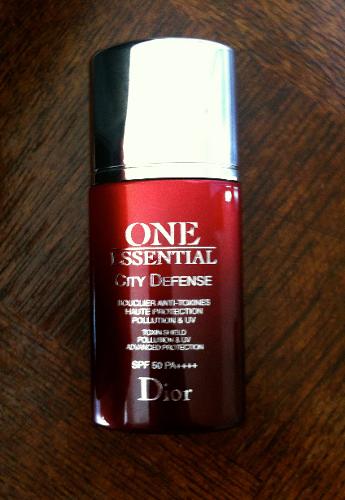 ONE
ESSENTIAL
CITY DEFENSE
BOUCLIER ANTI-TOXINES
HAUTE PROTECTION
POLLUTION & UV
TOXIN SHIELD
POLLUTION & UV
ADVANCED PROTECTION
SPF 50 PA++++
Dior